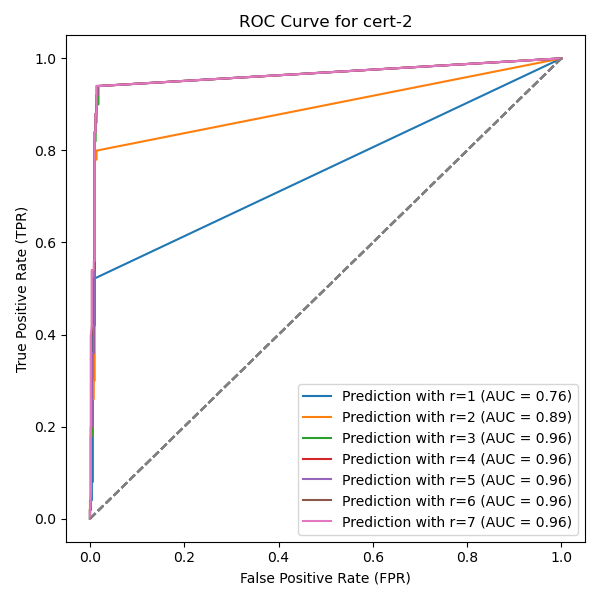 ROC Curve for cert-2
True Positive Rate (TPR)
1.0
0.8
0.6
0.4
0.2
0.0
Prediction with r=1 (AUC = 0.76)
Prediction with r=2 (AUC = 0.89)
Prediction with r=3 (AUC = 0.96)
Prediction with r=4 (AUC = 0.96)
Prediction with r=5 (AUC = 0.96)
Prediction with r=6 (AUC = 0.96)
Prediction with r=7 (AUC = 0.96)
0.0 0.2 0.4 0.6 0.8 1.0
False Positive Rate (FPR)